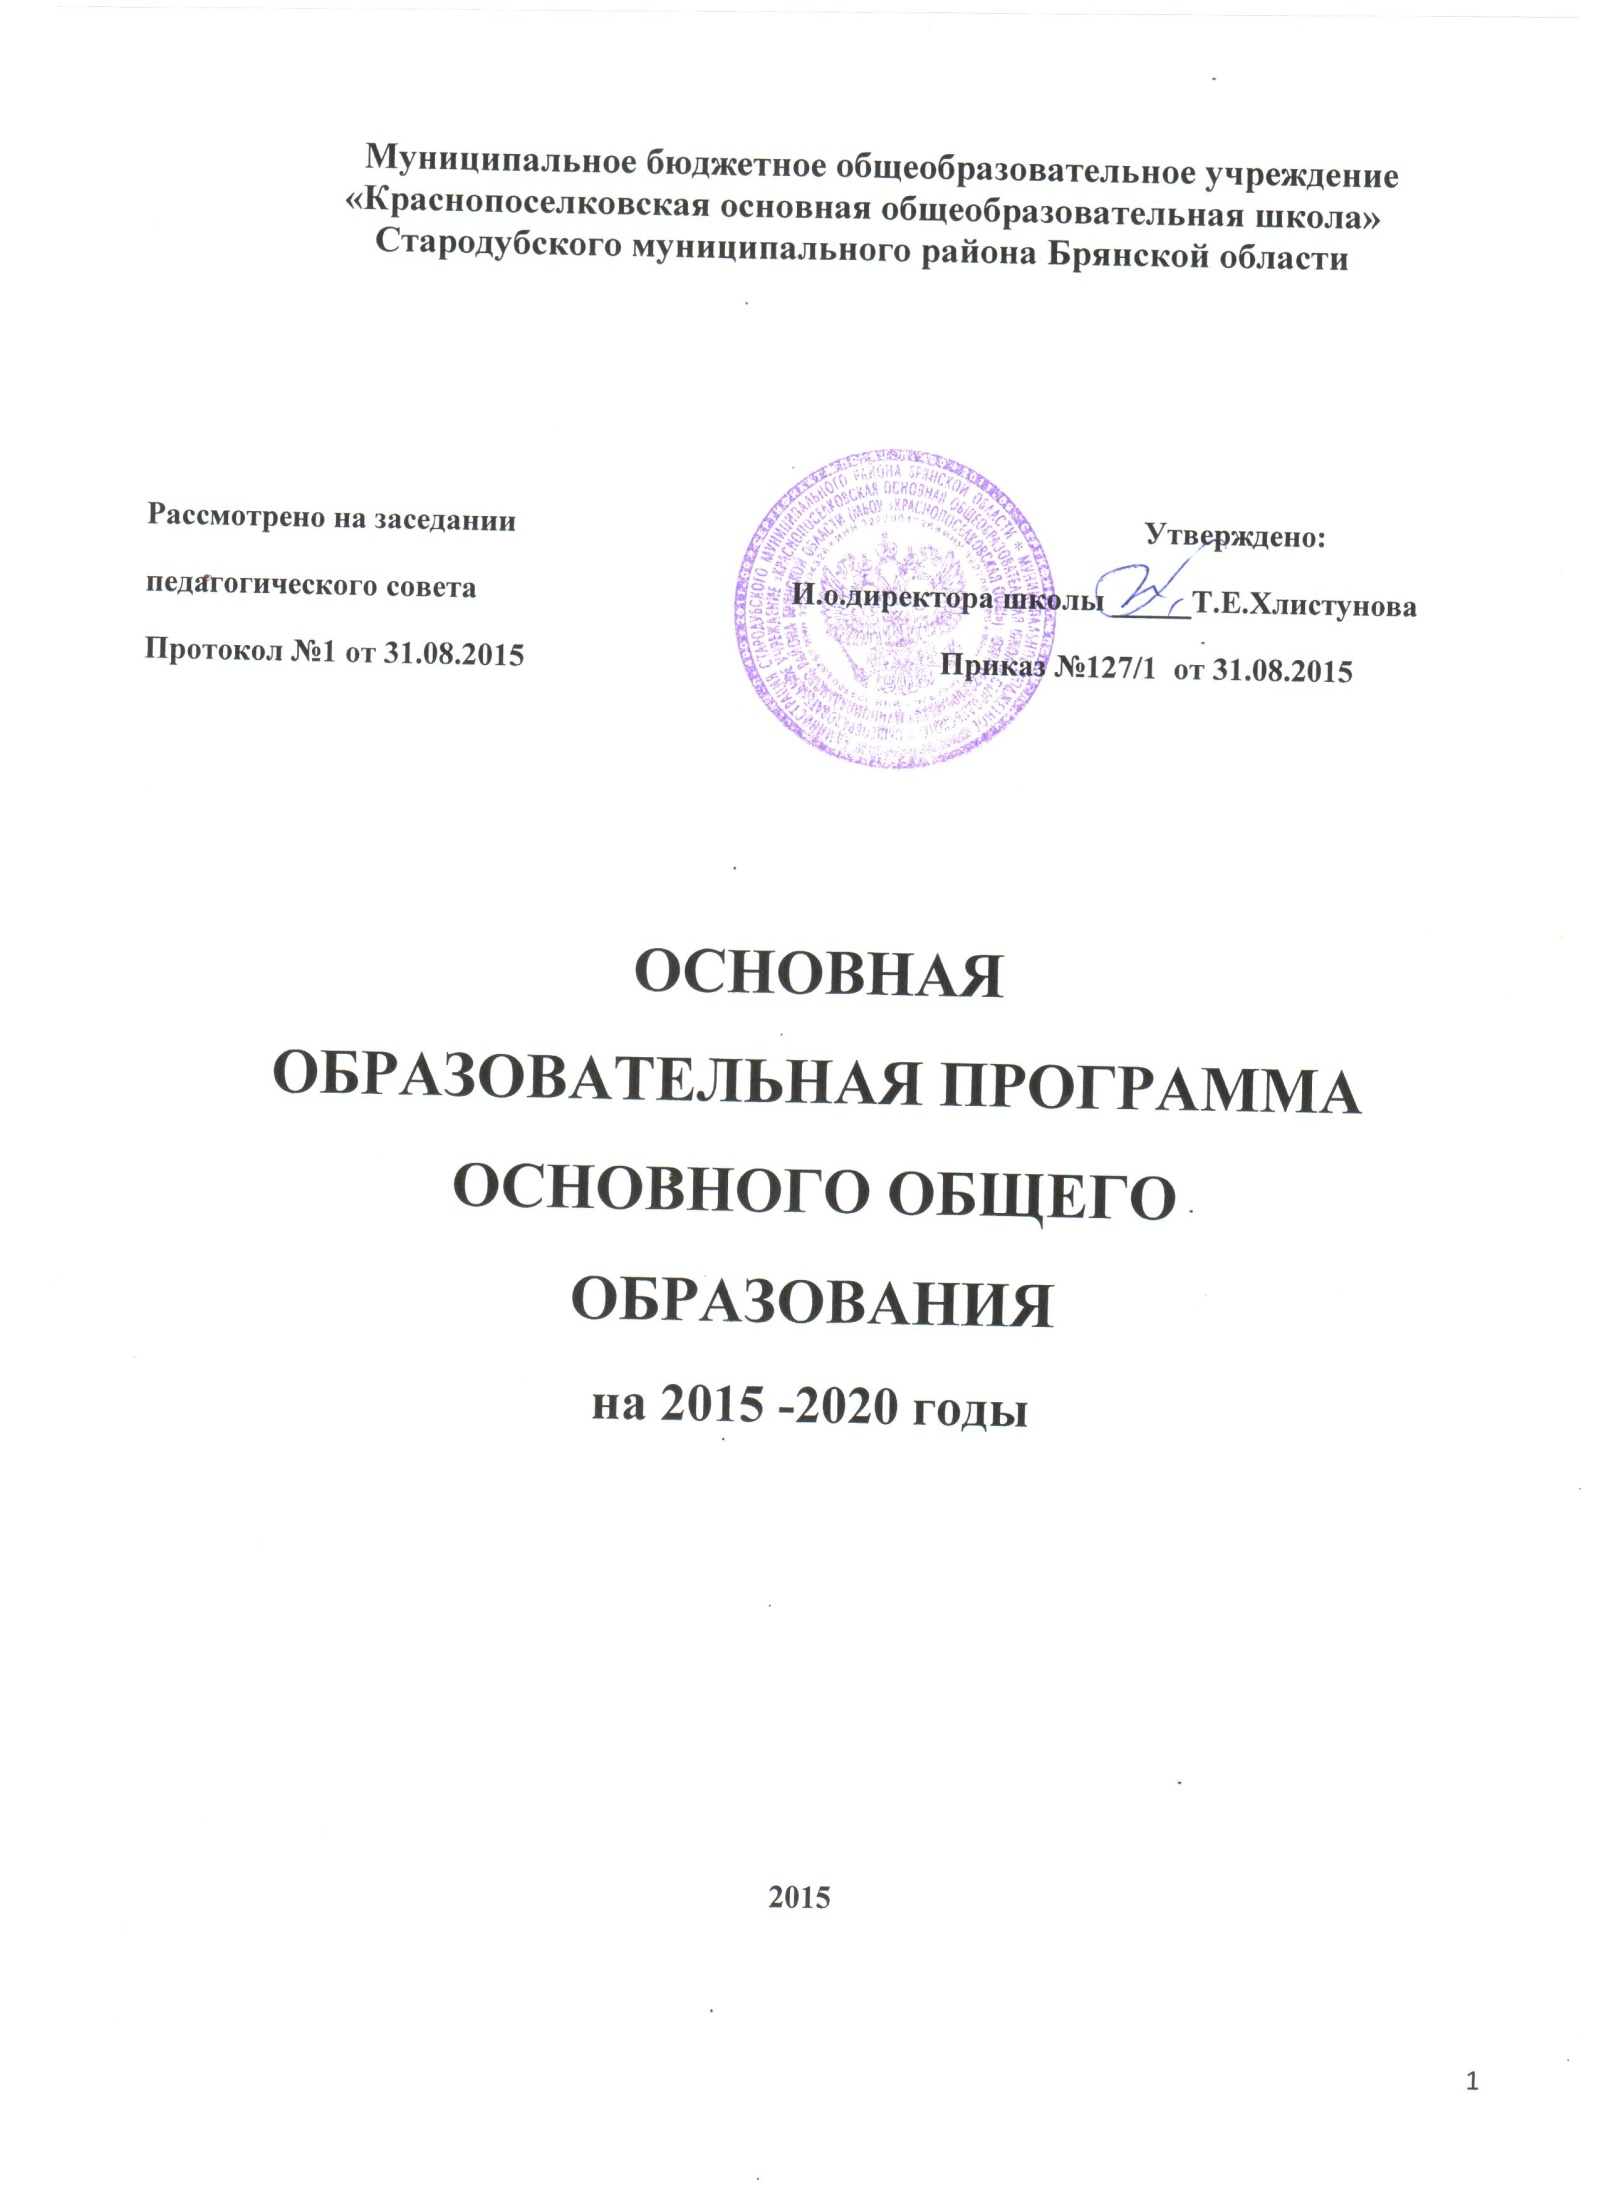 Муниципальное бюджетное общеобразовательное учреждение
«Краснопоселковская основная общеобразовательная школа»
Стародубского муниципального района Брянской области
Рассмотрено на заседании
педагогического совета
Протокол №1 от 31.08.2015
Утверждено:
И.о.директора школы______Т.Е.Хлистунова
Приказ №127/1 от 31.08.2015
ОСНОВНАЯ
ОБРАЗОВАТЕЛЬНАЯ ПРОГРАММА
ОСНОВНОГО ОБЩЕГО
ОБРАЗОВАНИЯ
на 2015 -2020 годы
2015
1